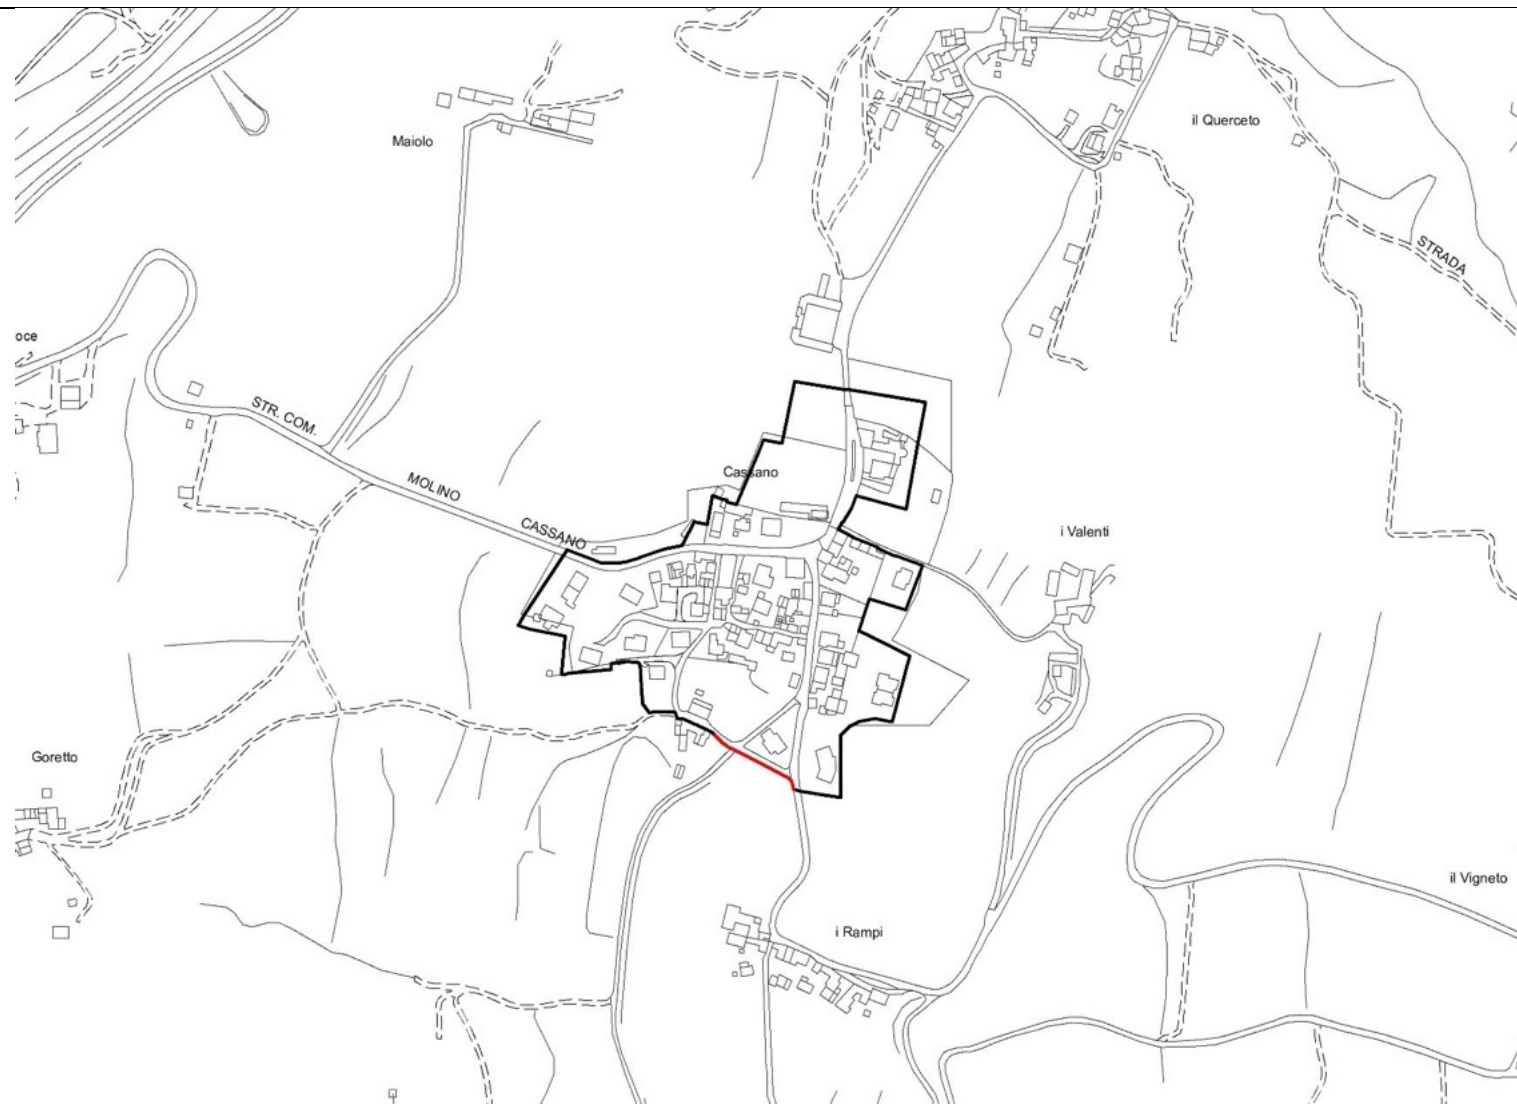 il Querceto
Maiolo
STRADA
oce
STR. COM.
Cassano
MOLINO
CASSANO
i Valenti
Goretto
il Vigneto
i Rampi